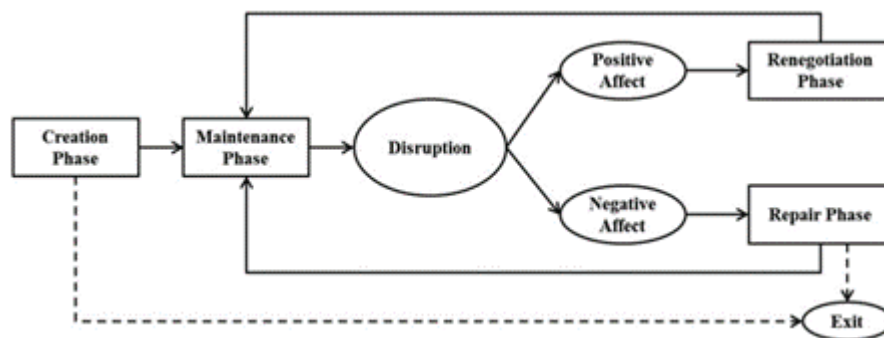 Positive
Affect
Renegotiation
Phase
Creation
Phase
Maintenance
Phase
Disruption
Negative
Affect
Repair Phase
Exit